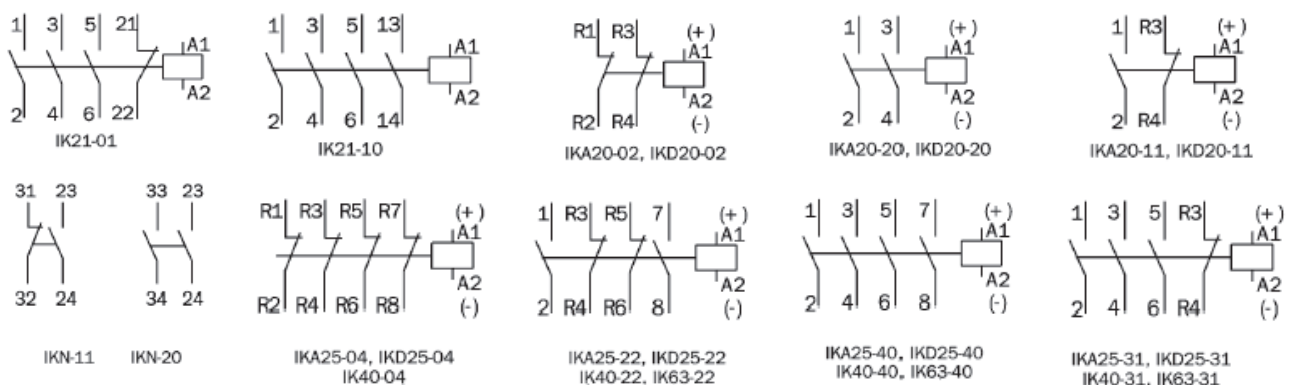 1 3 5 21
A1
A2
2 4 6 22
IK21-01
1 3 5 13
A1
A2
2 4 6 14
IK21-10
R1 R3 (+)
A1
A2
R2 R4 (-)
IKA20-02, IKD20-02
1 3 (+)
A1
A2
2 4 (-)
IKA20-20, IKD20-20
1 R3 (+)
A1
A2
2 R4 (-)
IKA20-11, IKD20-11
31 23
32 24
IKN-11
33 23
34 24
IKN-20
R1 R3 R5 R7 (+)
A1
A2
R2 R4 R6 R8 (-)
IKA25-04, IKD25-04
IK40-04
1 R3 R5 7 (+)
A1
A2
2 R4 R6 8 (-)
IKA25-22, IKD25-22
IK40-22, IK63-22
1 3 5 7 (+)
A1
A2
2 4 6 8 (-)
IKA25-40, IKD25-40
IK40-40, IK63-40
1 3 5 R3 (+)
A1
A2
2 4 6 R4 (-)
IKA25-31, IKD25-31
IK40-31, IK63-31